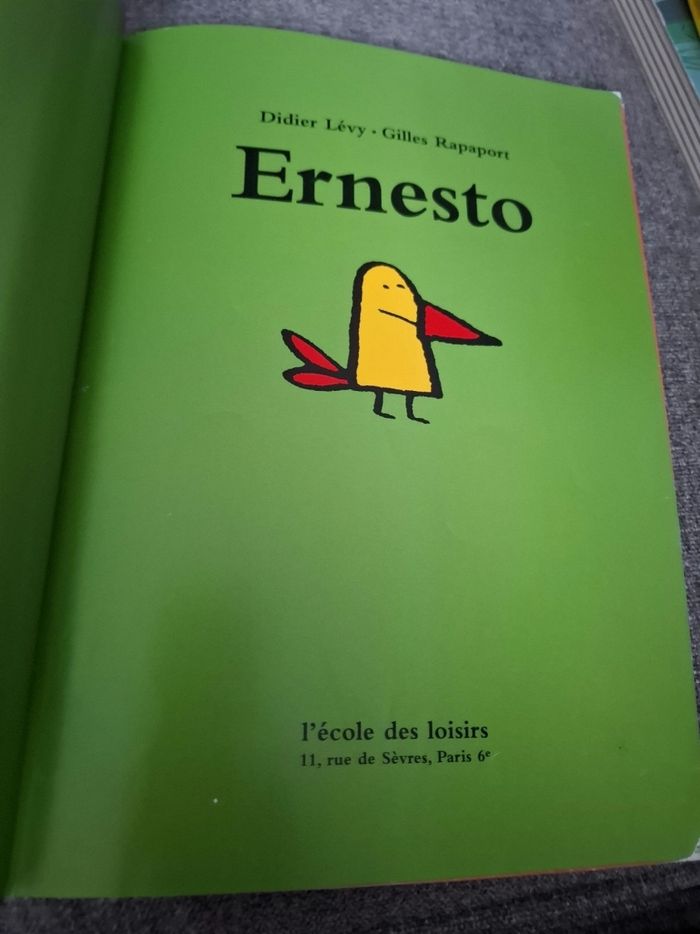 Didier Lévy • Gilles Rapaport
Ernesto
l'école des loisirs
11, rue de Sèvres, Paris 6e